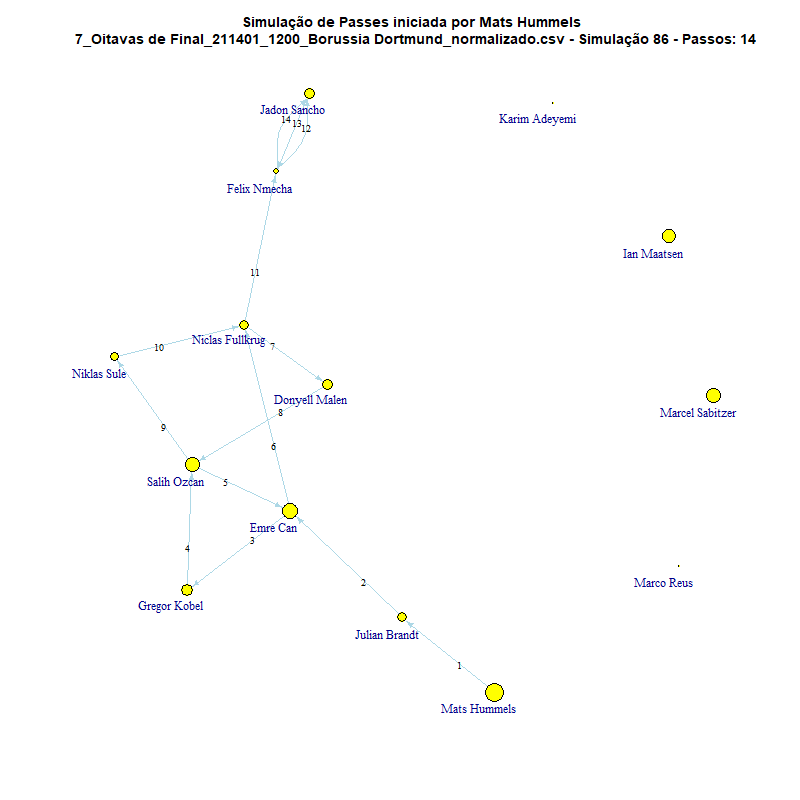 Simulação de Passes iniciada por Mats Hummels
7_Oitavas de Final_211401_1200_Borussia Dortmund_normalizado.csv - Simulação 86 - Passos: 14
Jadon Sancho
Karim Adeyemi
14
13
12
Felix Nmecha
Ian Maatsen
11
Niclas Fullkrug
10
7
Niklas Sule
Donyell Malen
8
Marcel Sabitzer
9
6
Salih Ozcan
5
Emre Can
4
3
Gregor Kobel
2
Marco Reus
Julian Brandt
1
Mats Hummels